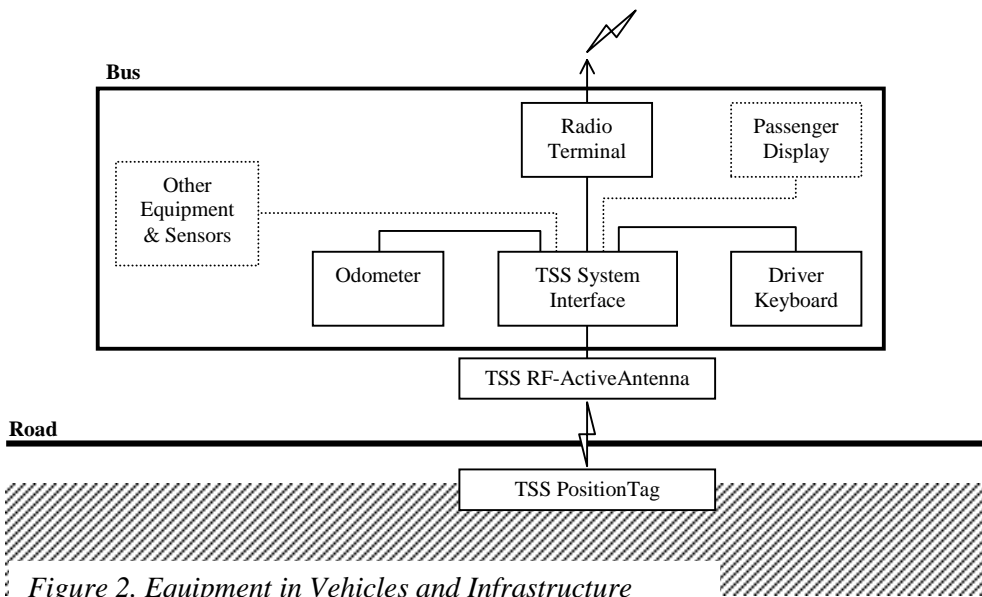 Bus
Radio
Terminal
Passenger
Display
Other
Equipment
& Sensors
Odometer
TSS System
Interface
Driver
Keyboard
TSS RF-ActiveAntenna
Road
TSS PositionTag
Figure 2. Equipment in Vehicles and Infrastructure